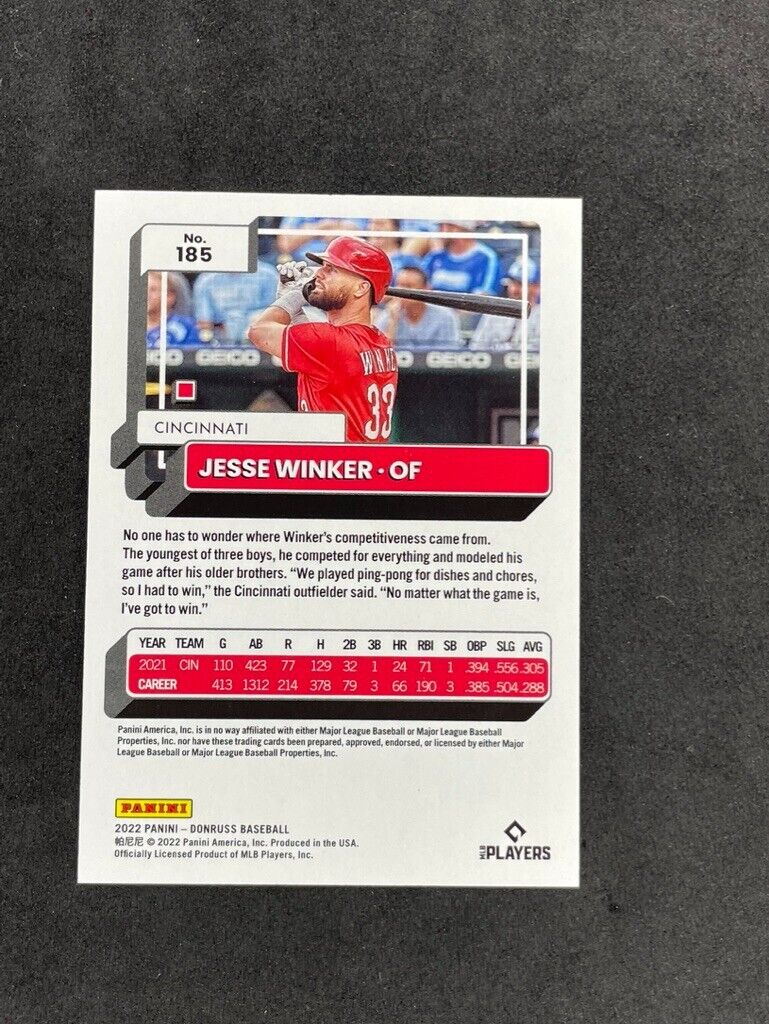 No.
185
GEICO GEICO GEICO GEICO
WINKE
33
CINCINNATI
JESSE WINKER · OF
No one has to wonder where Winker's competitiveness came from.
The youngest of three boys, he competed for everything and modeled his
game after his older brothers. “We played ping-pong for dishes and chores,
so I had to win,” the Cincinnati outfielder said. “No matter what the game is,
I've got to win.”
YEAR TEAM G AB R H 2B 3B HR RBI SB OBP SLG AVG
2021 CIN 110 423 77 129 32 1 24 71 1 .394 .556 .305
CAREER 413 1312 214 378 79 3 66 190 3 .385 .504 .288
Panini America, Inc. is in no way affiliated with either Major League Baseball or Major League Baseball
Properties, Inc. nor have these trading cards been prepared, approved, endorsed, or licensed by either Major
League Baseball or Major League Baseball Properties, Inc.
PANINI
2022 PANINI – DONRUSS BASEBALL
帕尼尼 © 2022 Panini America, Inc. Produced in the USA.
Officially Licensed Product of MLB Players, Inc.
MLB PLAYERS